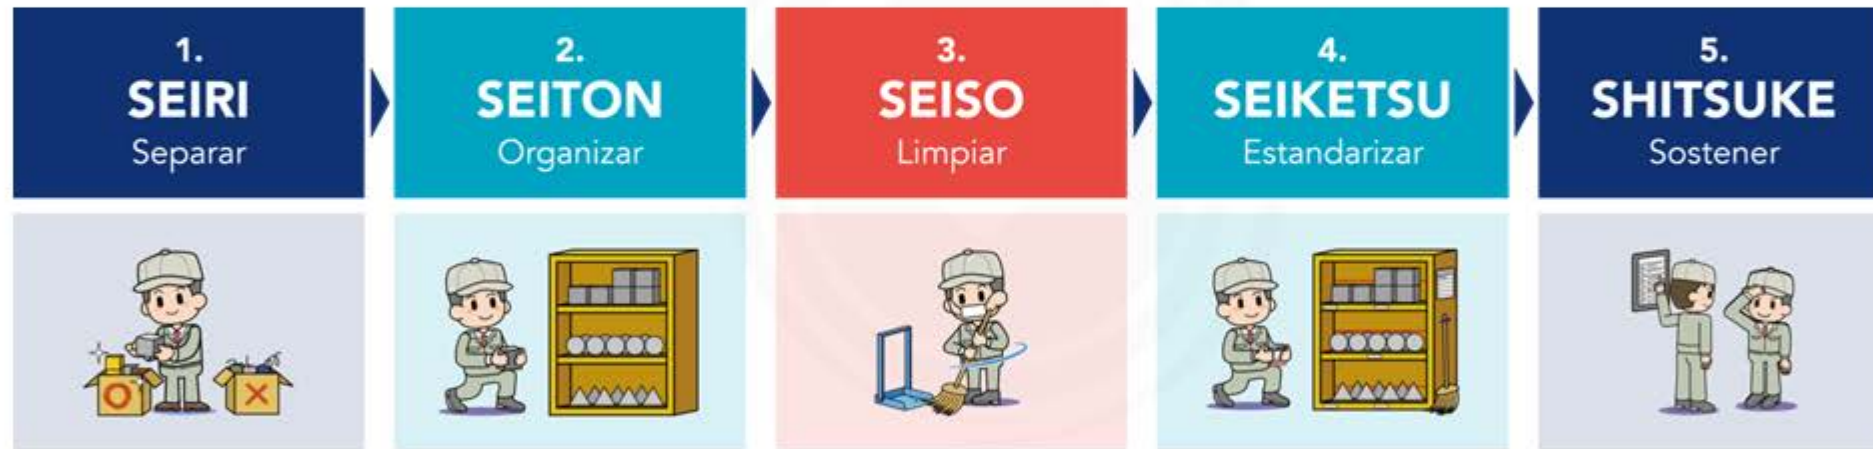 1.
SEIRI
Separar
2.
SEITON
Organizar
3.
SEISO
Limpiar
4.
SEIKETSU
Estandarizar
5.
SHITSUKE
Sostener